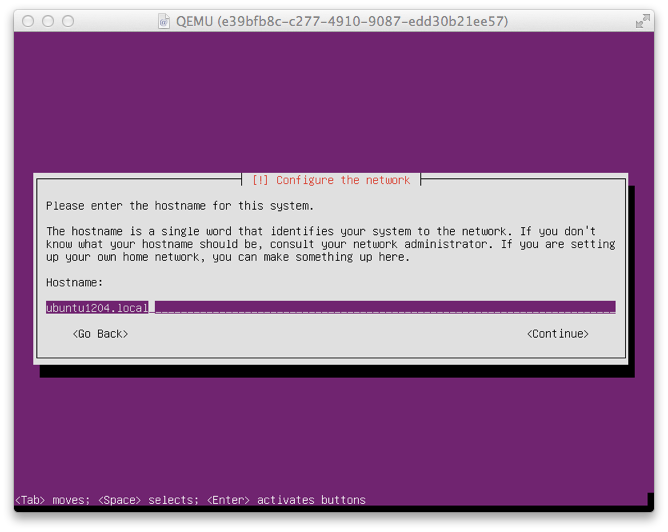 QEMU (e39bfb8c-c277-4910-9087-edd30b21ee57)
[!] Configure the network
Please enter the hostname for this system.
The hostname is a single word that identifies your system to the network. If you don't
know what your hostname should be, consult your network administrator. If you are setting
up your own home network, you can make something up here.
Hostname:
ubuntu1204.local
<Go Back> <Continue>
<Tab> moves; <Space> selects; <Enter> activates buttons